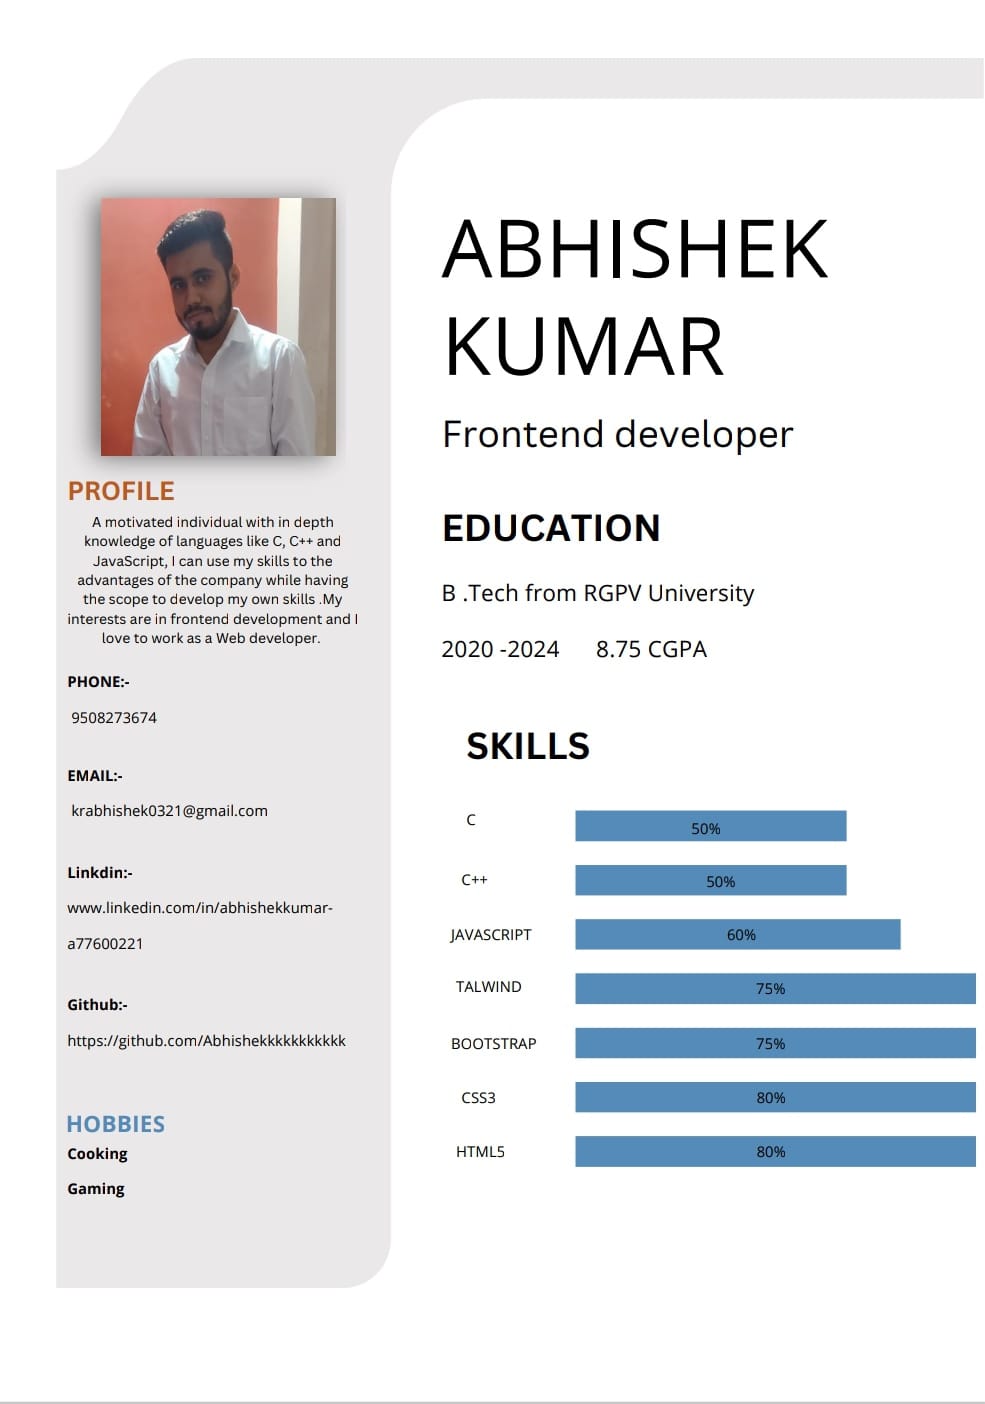 ABHISHEK
KUMAR
Frontend developer
PROFILE
A motivated individual with in depth
knowledge of languages like C, C++ and
JavaScript, I can use my skills to the
advantages of the company while having
the scope to develop my own skills .My
interests are in frontend development and I
love to work as a Web developer.
PHONE:-
9508273674
EMAIL:-
krabhishek0321@gmail.com
Linkdin:-
www.linkedin.com/in/abhishekkumar-
a77600221
Github:-
https://github.com/Abhishekkkkkkkkkkk
HOBBIES
Cooking
Gaming
EDUCATION
B .Tech from RGPV University
2020 -2024 8.75 CGPA
SKILLS
C 50%
C++ 50%
JAVASCRIPT 60%
TALWIND 75%
BOOTSTRAP 75%
CSS3 80%
HTML5 80%